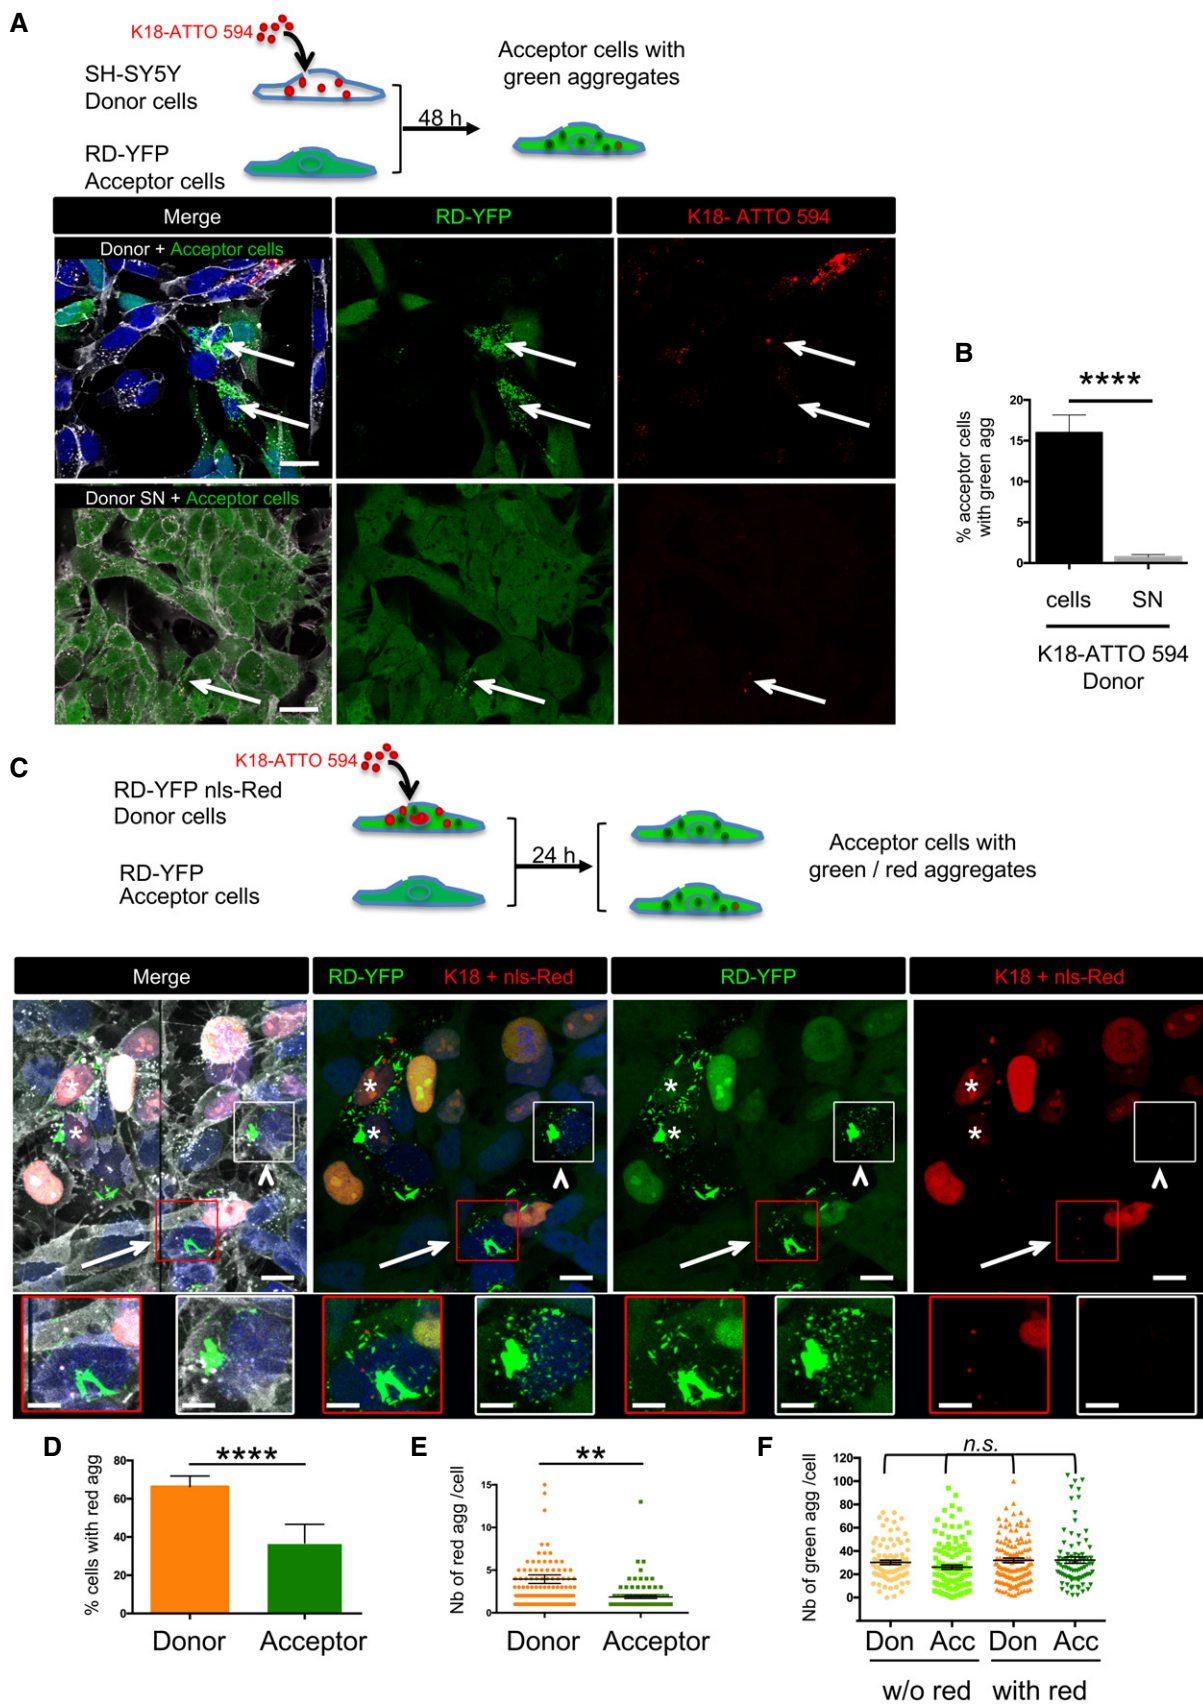 A
K18-ATTO 594
SH-SY5Y
Donor cells
RD-YFP
Acceptor cells
48 h
Acceptor cells with
green aggregates
Merge
RD-YFP
K18- ATTO 594
Donor + Acceptor cells
Donor SN + Acceptor cells
B
****
% acceptor cells
with green agg
20
15
10
5
0
cells
SN
K18-ATTO 594
Donor
C
K18-ATTO 594
RD-YFP nls-Red
Donor cells
RD-YFP
Acceptor cells
24 h
Acceptor cells with
green / red aggregates
Merge
RD-YFP K18 + nls-Red
RD-YFP
K18 + nls-Red
*
*
*
*
*
*
*
*
D
****
% cells with red agg
80
60
40
20
0
Donor
Acceptor
E
**
Nb of red agg /cell
15
10
5
0
Donor
Acceptor
F
n.s.
Nb of green agg /cell
120
100
80
60
40
20
0
Don Acc Don Acc
w/o red with red